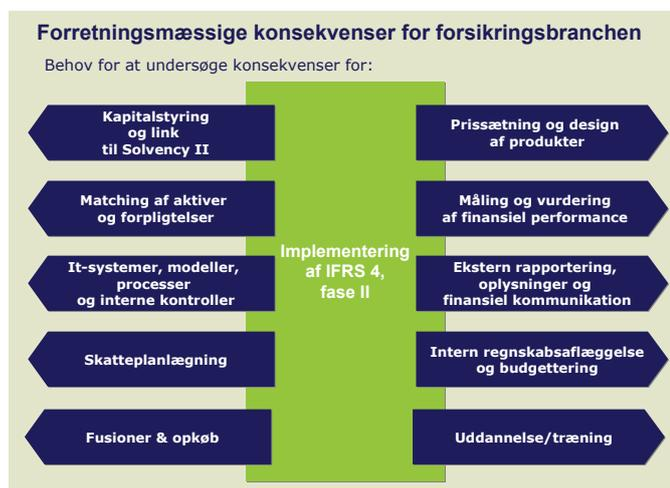 Forretningsmæssige konsekvenser for forsikringsbranchen
Behov for at undersøge konsekvenser for:
Kapitalstyring
og link
til Solvency II
Matching af aktiver
og forpligtelser
It-systemer, modeller,
processer
og interne kontroller
Skatteplanlægning
Fusioner & opkøb
Implementering
af IFRS 4,
fase II
Prissætning og design
af produkter
Måling og vurdering
af finansiel performance
Ekstern rapportering,
oplysninger og
finansiel kommunikation
Intern regnskabsaflæggelse
og budgettering
Uddannelse/træning